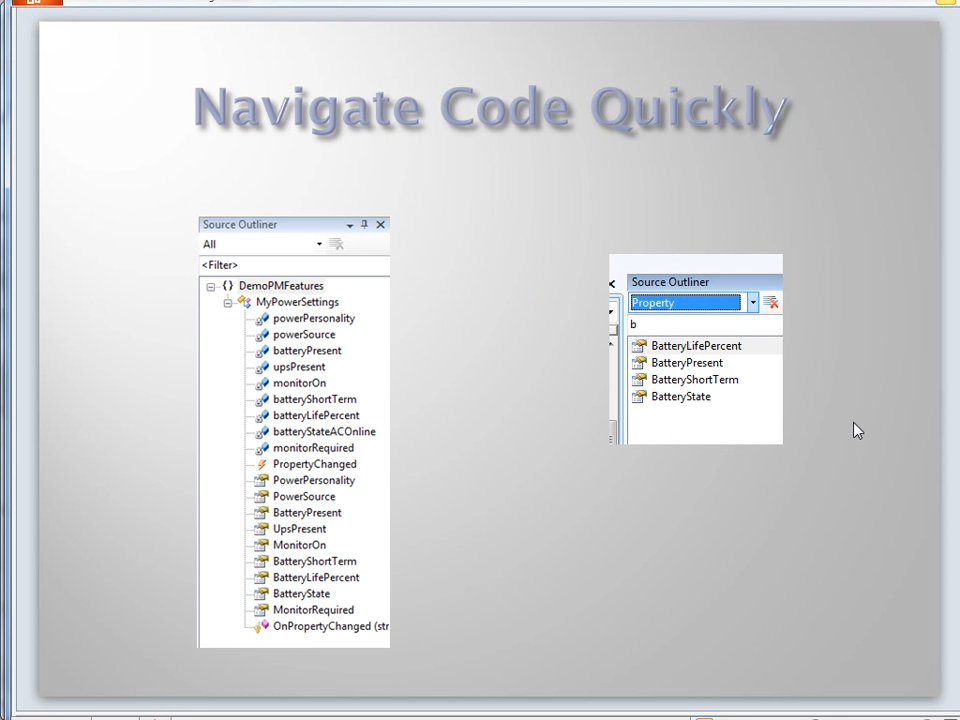 Navigate Code Quickly
Source Outliner
All
<Filter>
DemoPMFeatures
MyPowerSettings
powerPersonality
powerSource
batteryPresent
upsPresent
monitorOn
batteryShortTerm
batteryLifePercent
batteryStateACOnline
monitorRequired
PropertyChanged
PowerPersonality
PowerSource
BatteryPresent
UpsPresent
MonitorOn
BatteryShortTerm
BatteryLifePercent
BatteryState
MonitorRequired
OnPropertyChanged (str
Source Outliner
Property
b
BatteryLifePercent
BatteryPresent
BatteryShortTerm
BatteryState